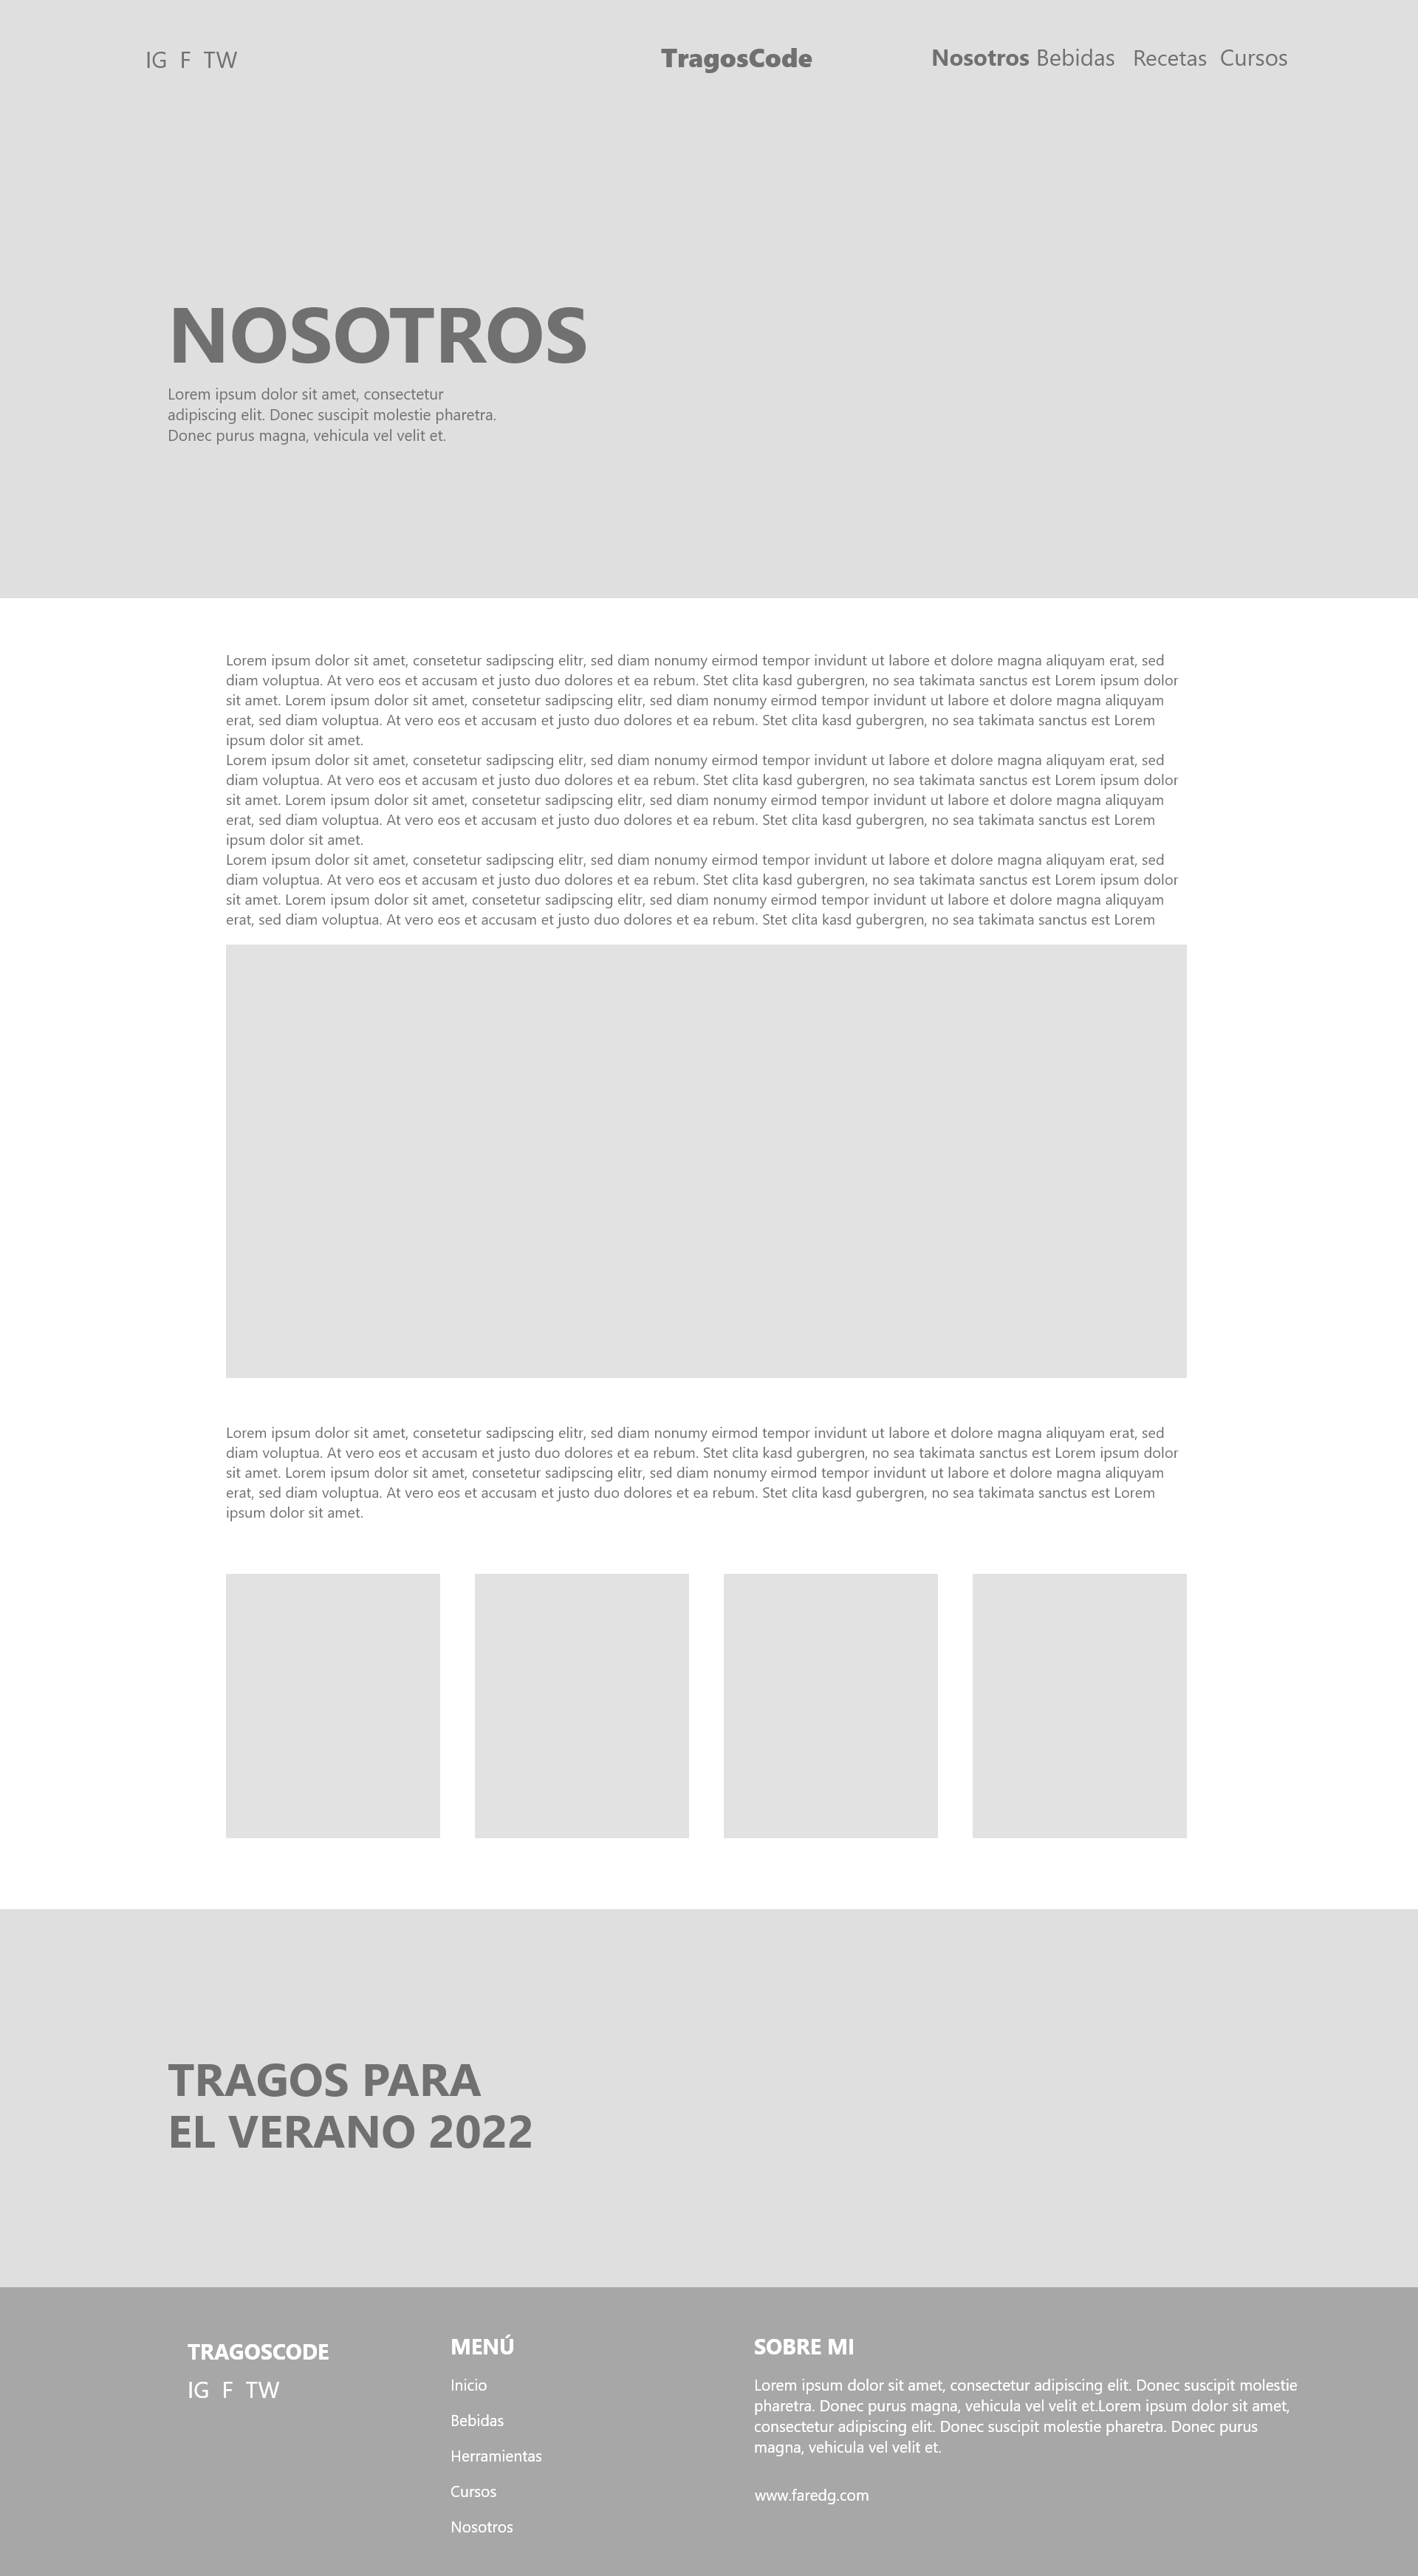 IG F TW
TragosCode
Nosotros Bebidas Recetas Cursos
NOSOTROS
Lorem ipsum dolor sit amet, consectetur
adipiscing elit. Donec suscipit molestie pharetra.
Donec purus magna, vehicula vel velit et.
Lorem ipsum dolor sit amet, consetetur sadipscing elitr, sed diam nonumy eirmod tempor invidunt ut labore et dolore magna aliquyam erat, sed
diam voluptua. At vero eos et accusam et justo duo dolores et ea rebum. Stet clita kasd gubergren, no sea takimata sanctus est Lorem ipsum dolor
sit amet. Lorem ipsum dolor sit amet, consetetur sadipscing elitr, sed diam nonumy eirmod tempor invidunt ut labore et dolore magna aliquyam
erat, sed diam voluptua. At vero eos et accusam et justo duo dolores et ea rebum. Stet clita kasd gubergren, no sea takimata sanctus est Lorem
ipsum dolor sit amet.
Lorem ipsum dolor sit amet, consetetur sadipscing elitr, sed diam nonumy eirmod tempor invidunt ut labore et dolore magna aliquyam erat, sed
diam voluptua. At vero eos et accusam et justo duo dolores et ea rebum. Stet clita kasd gubergren, no sea takimata sanctus est Lorem ipsum dolor
sit amet. Lorem ipsum dolor sit amet, consetetur sadipscing elitr, sed diam nonumy eirmod tempor invidunt ut labore et dolore magna aliquyam
erat, sed diam voluptua. At vero eos et accusam et justo duo dolores et ea rebum. Stet clita kasd gubergren, no sea takimata sanctus est Lorem
ipsum dolor sit amet.
Lorem ipsum dolor sit amet, consetetur sadipscing elitr, sed diam nonumy eirmod tempor invidunt ut labore et dolore magna aliquyam erat, sed
diam voluptua. At vero eos et accusam et justo duo dolores et ea rebum. Stet clita kasd gubergren, no sea takimata sanctus est Lorem ipsum dolor
sit amet. Lorem ipsum dolor sit amet, consetetur sadipscing elitr, sed diam nonumy eirmod tempor invidunt ut labore et dolore magna aliquyam
erat, sed diam voluptua. At vero eos et accusam et justo duo dolores et ea rebum. Stet clita kasd gubergren, no sea takimata sanctus est Lorem
Lorem ipsum dolor sit amet, consetetur sadipscing elitr, sed diam nonumy eirmod tempor invidunt ut labore et dolore magna aliquyam erat, sed
diam voluptua. At vero eos et accusam et justo duo dolores et ea rebum. Stet clita kasd gubergren, no sea takimata sanctus est Lorem ipsum dolor
sit amet. Lorem ipsum dolor sit amet, consetetur sadipscing elitr, sed diam nonumy eirmod tempor invidunt ut labore et dolore magna aliquyam
erat, sed diam voluptua. At vero eos et accusam et justo duo dolores et ea rebum. Stet clita kasd gubergren, no sea takimata sanctus est Lorem
ipsum dolor sit amet.
TRAGOS PARA
EL VERANO 2022
TRAGOSCODE
IG F TW
MENÚ
Inicio
Bebidas
Herramientas
Cursos
Nosotros
SOBRE MI
Lorem ipsum dolor sit amet, consectetur adipiscing elit. Donec suscipit molestie
pharetra. Donec purus magna, vehicula vel velit et.Lorem ipsum dolor sit amet,
consectetur adipiscing elit. Donec suscipit molestie pharetra. Donec purus
magna, vehicula vel velit et.
www.faredg.com